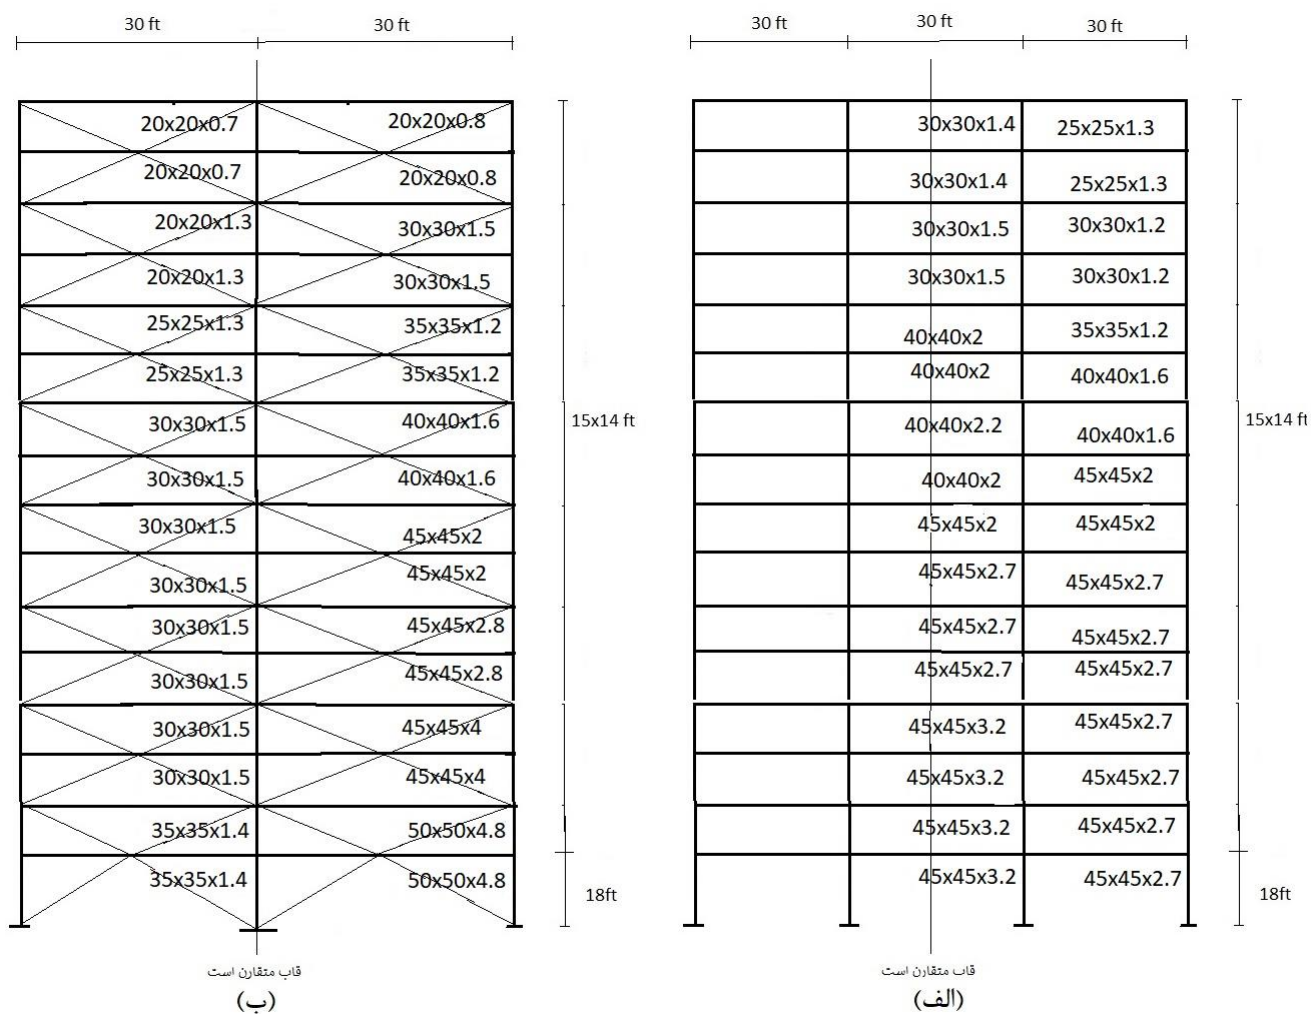 30 ft 30 ft
20x20x0.7 20x20x0.8
20x20x0.7 20x20x0.8
20x20x1.3 30x30x1.5
20x20x1.3 30x30x1.5
25x25x1.3 35x35x1.2
25x25x1.3 35x35x1.2
30x30x1.5 40x40x1.6
15x14 ft
30x30x1.5 40x40x1.6
30x30x1.5 45x45x2
30x30x1.5 45x45x2
30x30x1.5 45x45x2.8
30x30x1.5 45x45x2.8
30x30x1.5 45x45x4
30x30x1.5 45x45x4
35x35x1.4 50x50x4.8
35x35x1.4 50x50x4.8
18ft
قاب متقارن است
(ب)
30 ft 30 ft 30 ft
30x30x1.4 25x25x1.3
30x30x1.4 25x25x1.3
30x30x1.5 30x30x1.2
30x30x1.5 30x30x1.2
40x40x2 35x35x1.2
40x40x2 40x40x1.6
40x40x2.2 40x40x1.6
15x14 ft
40x40x2 45x45x2
45x45x2 45x45x2
45x45x2.7 45x45x2.7
45x45x2.7 45x45x2.7
45x45x2.7 45x45x2.7
45x45x3.2 45x45x2.7
45x45x3.2 45x45x2.7
45x45x3.2 45x45x2.7
45x45x3.2 45x45x2.7
18ft
قاب متقارن است
(الف)